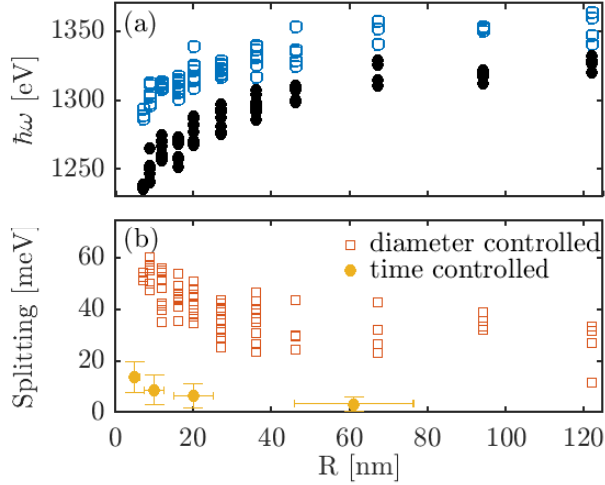 (a)
1350
1300
1250
ħω [eV]
(b)
diameter controlled
time controlled
60
40
20
0
Splitting [meV]
0 20 40 60 80 100 120
R [nm]